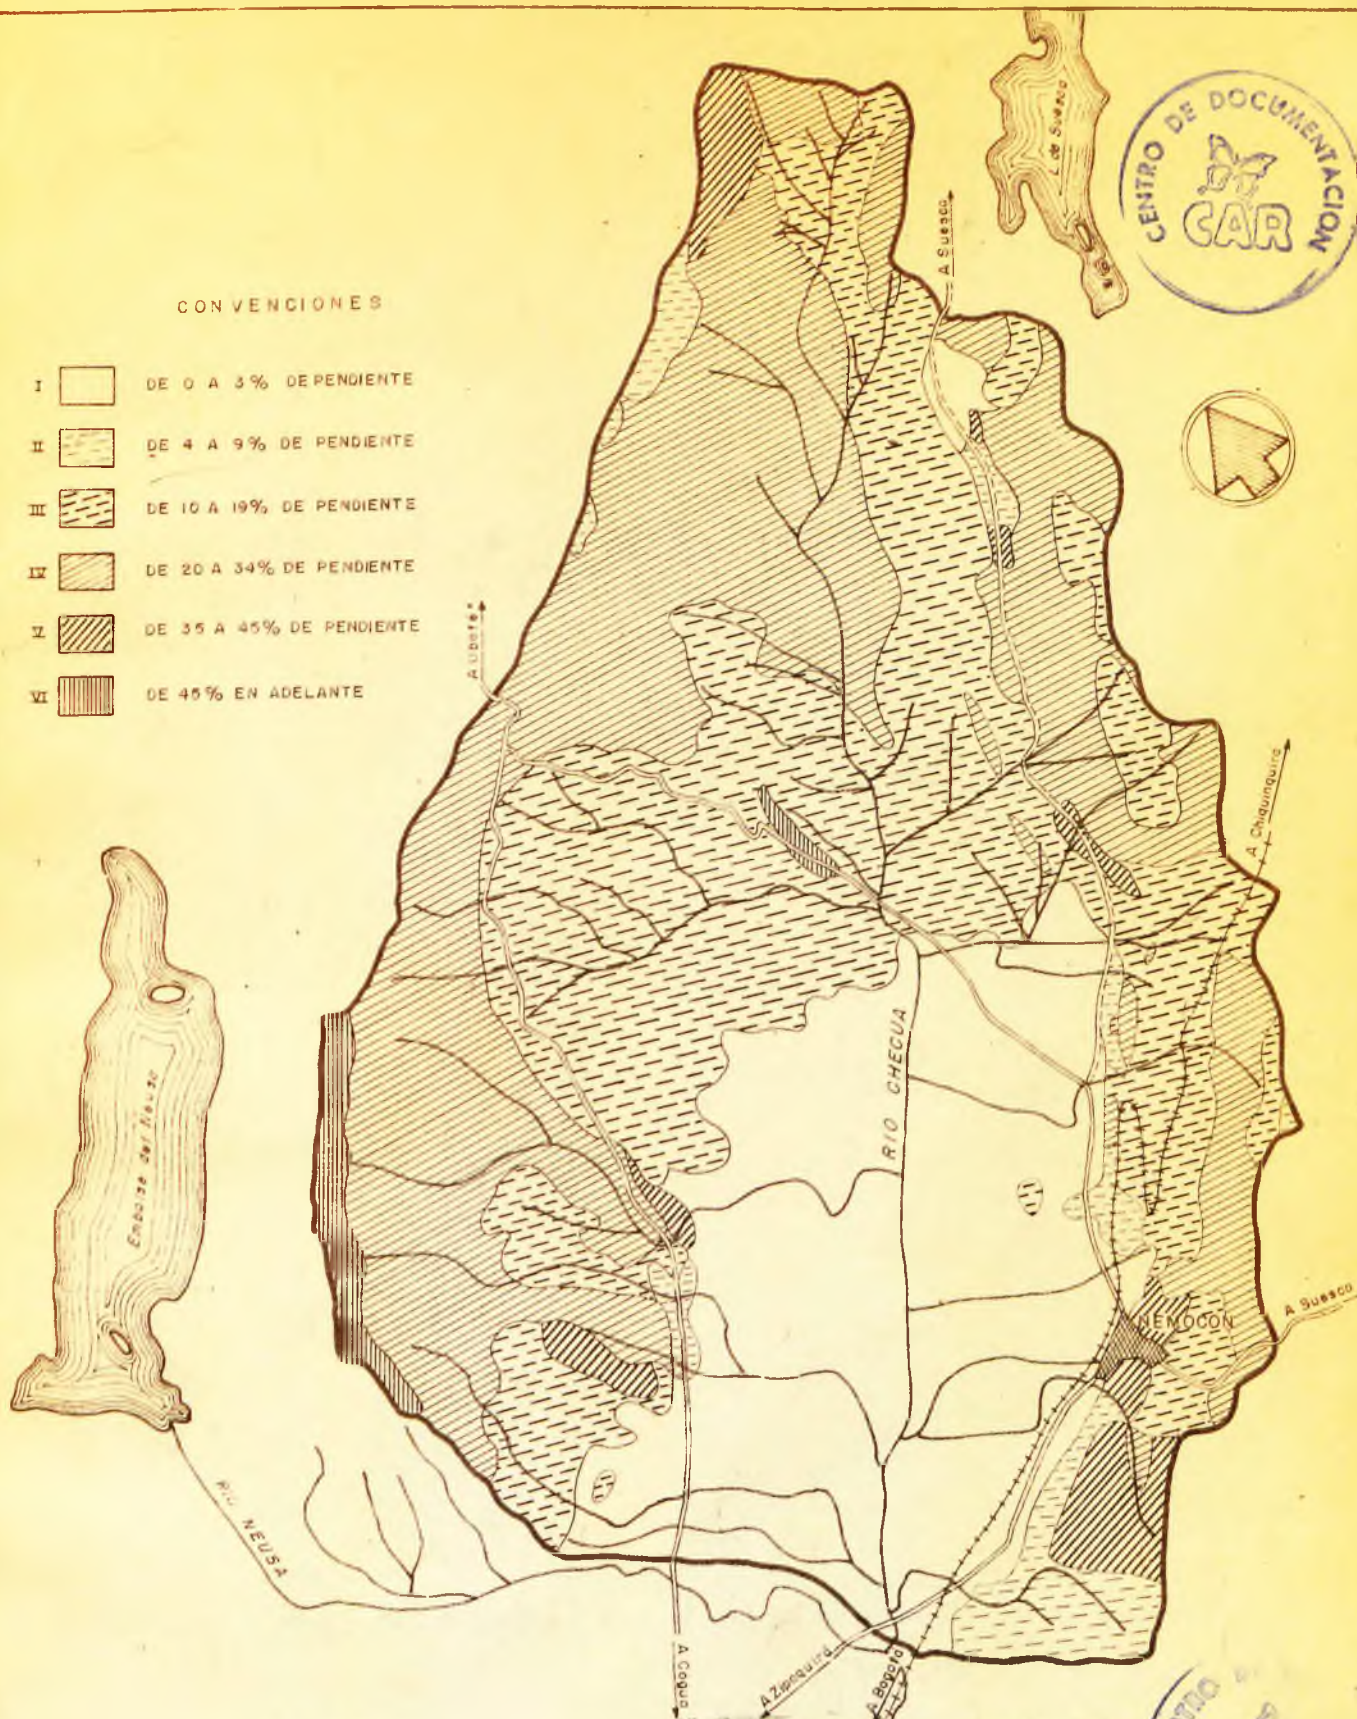 L. de Suesca
CENTRO DE DOCUMENTACION
CAR
A Suesca
CONVENCIONES
I DE 0 A 3% DE PENDIENTE
II DE 4 A 9% DE PENDIENTE
III DE 10 A 19% DE PENDIENTE
IV DE 20 A 34% DE PENDIENTE
V DE 35 A 45% DE PENDIENTE
VI DE 45% EN ADELANTE
A Ubaté
A Chiquinquirá
RIO CHECUA
Embalse del Neusa
NEMOCON
A Suesca
RIO NEUSA
A Cogua
A Zipaquirá
A Bogotá